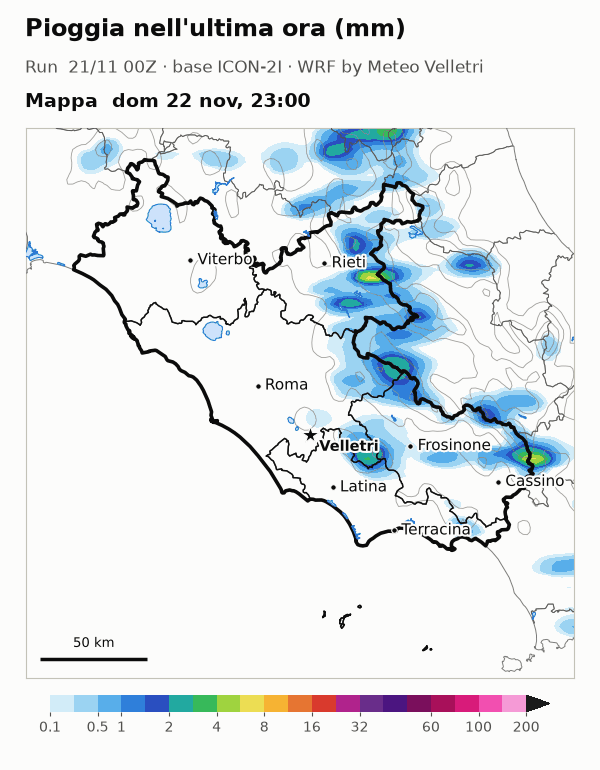 Pioggia nell'ultima ora (mm)
Run  21/11 00Z · base ICON-2I · WRF by Meteo Velletri
Mappa  dom 22 nov, 23:00
Viterbo
Rieti
Roma
Velletri
Frosinone
Latina
Cassino
Terracina
50 km
0.1 0.5 1 2 4 8 16 32 60 100 200